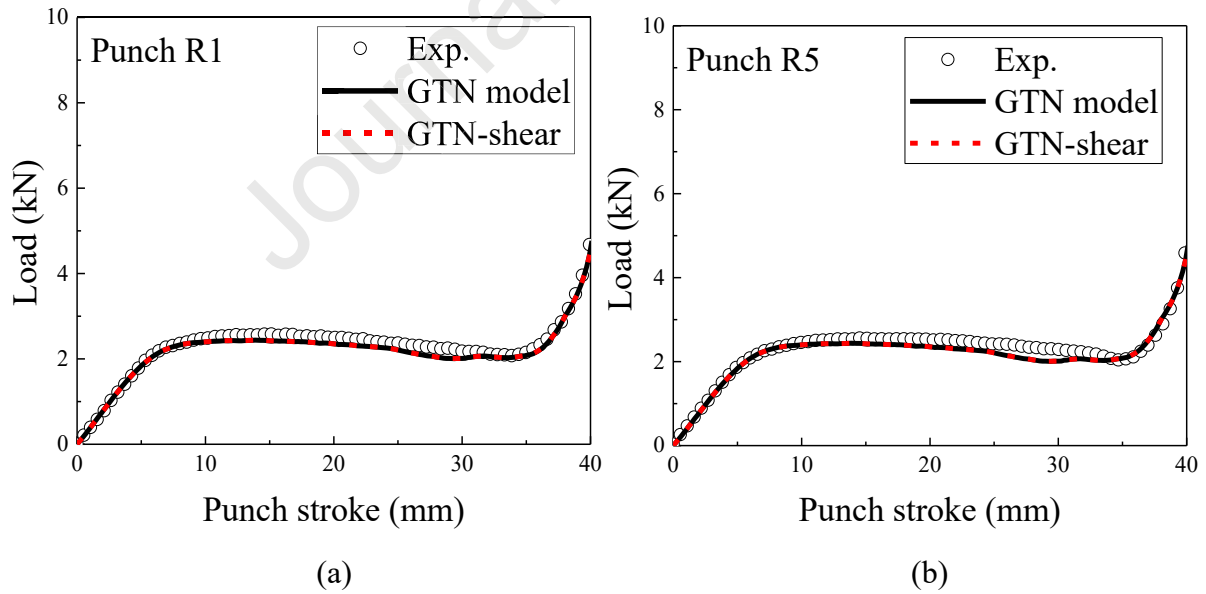 Journa
Punch R1
Exp.
GTN model
GTN-shear
Load (kN)
10
8
6
4
2
0
0 10 20 30 40
Punch stroke (mm)
(a)
Punch R5
Exp.
GTN model
GTN-shear
Load (kN)
10
8
6
4
2
0
0 10 20 30 40
Punch stroke (mm)
(b)